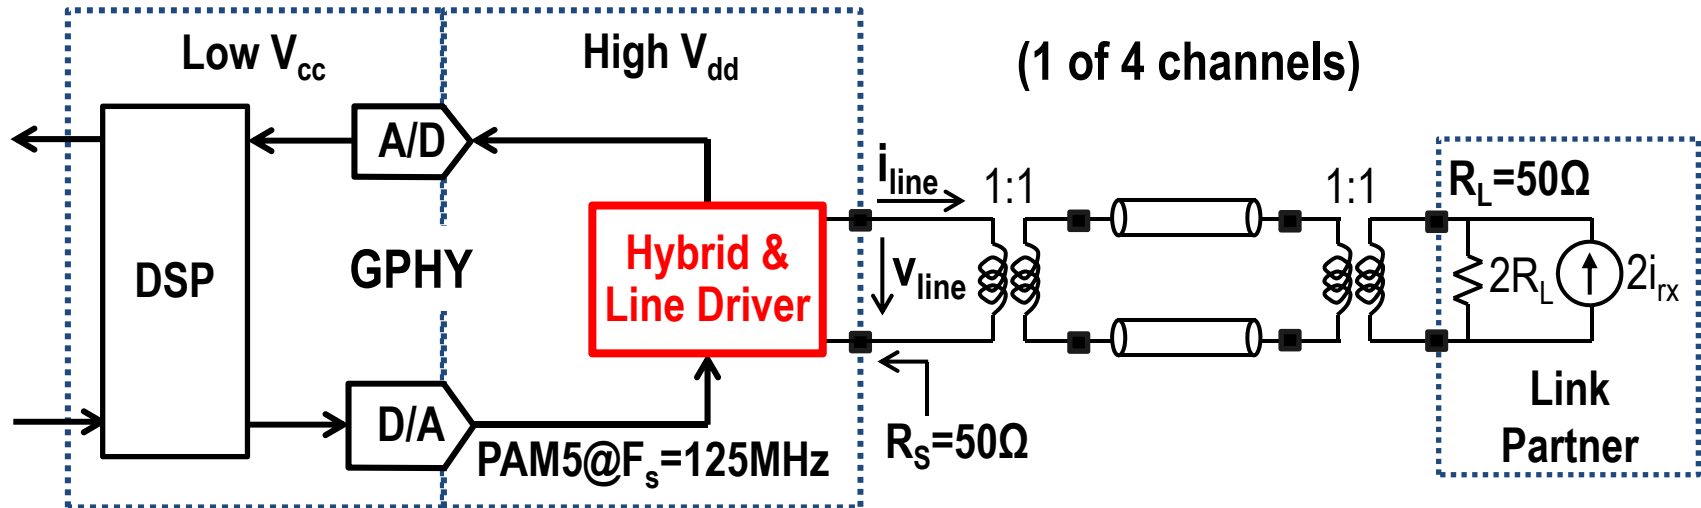 Low Vcc
High Vdd
(1 of 4 channels)
A/D
iline
1:1
1:1
RL=50Ω
DSP
GPHY
Hybrid &
Line Driver
vline
2RL
2irx
D/A
PAM5@Fs=125MHz
RS=50Ω
Link
Partner